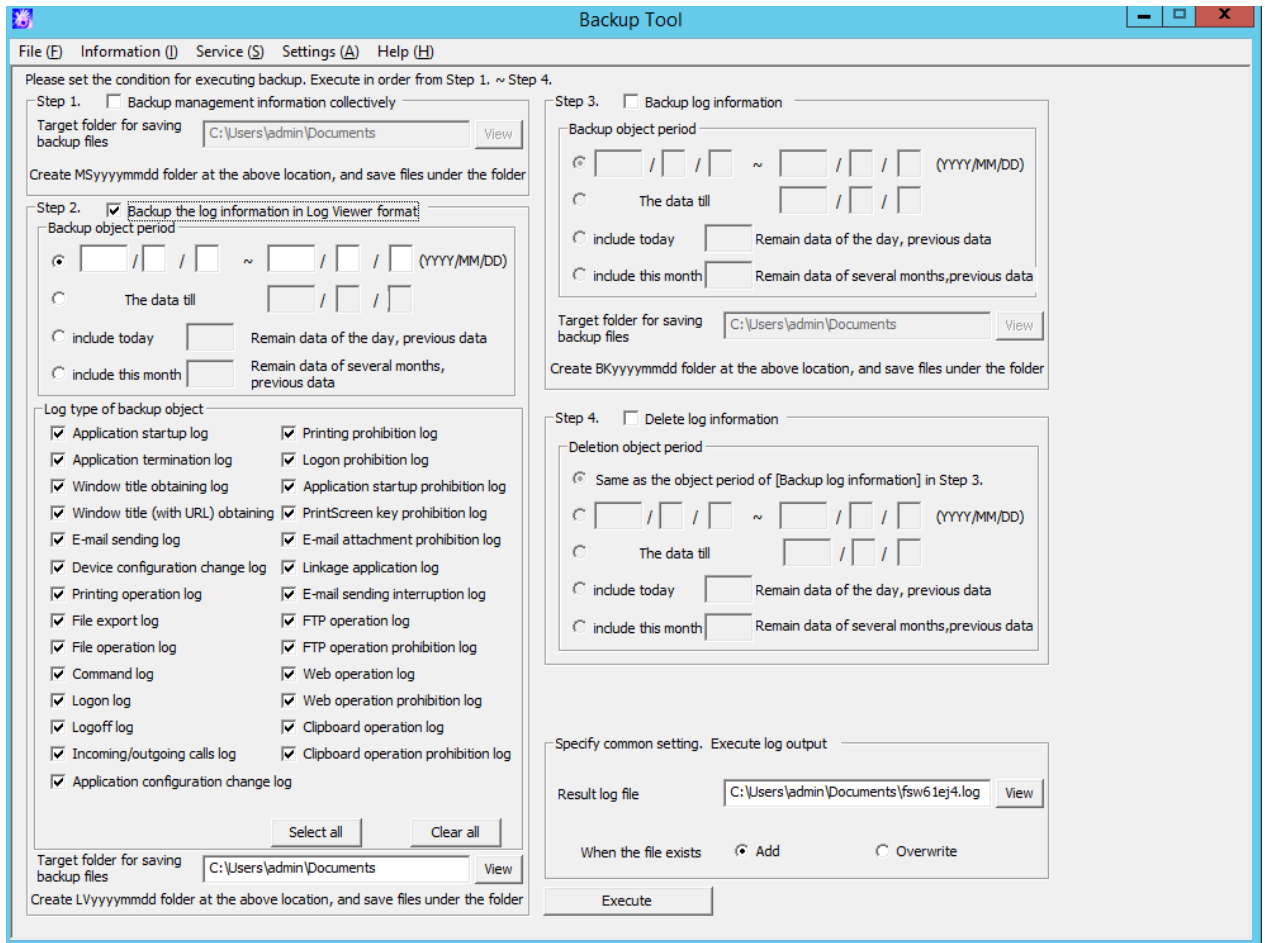 Backup Tool
File (F) Information (I) Service (S) Settings (A) Help (H)
Please set the condition for executing backup. Execute in order from Step 1. ~ Step 4.
Step 1. Backup management information collectively
Target folder for saving
backup files
C:\Users\admin\Documents
View
Create MSyyyymmdd folder at the above location, and save files under the folder
Step 2. Backup the log information in Log Viewer format
Backup object period
/ / ~ / / (YYYY/MM/DD)
The data till / /
include today Remain data of the day, previous data
include this month Remain data of several months,
previous data
Log type of backup object
Application startup log Printing prohibition log
Application termination log Logon prohibition log
Window title obtaining log Application startup prohibition log
Window title (with URL) obtaining PrintScreen key prohibition log
E-mail sending log E-mail attachment prohibition log
Device configuration change log Linkage application log
Printing operation log E-mail sending interruption log
File export log FTP operation log
File operation log FTP operation prohibition log
Command log Web operation log
Logon log Web operation prohibition log
Logoff log Clipboard operation log
Incoming/outgoing calls log Clipboard operation prohibition log
Application configuration change log
Select all Clear all
Target folder for saving
backup files
C:\Users\admin\Documents
View
Create LVyyyymmdd folder at the above location, and save files under the folder
Step 3. Backup log information
Backup object period
/ / ~ / / (YYYY/MM/DD)
The data till / /
include today Remain data of the day, previous data
include this month Remain data of several months,previous data
Target folder for saving
backup files
C:\Users\admin\Documents
View
Create BKyyyymmdd folder at the above location, and save files under the folder
Step 4. Delete log information
Deletion object period
Same as the object period of [Backup log information] in Step 3.
/ / ~ / / (YYYY/MM/DD)
The data till / /
include today Remain data of the day, previous data
include this month Remain data of several months,previous data
Specify common setting. Execute log output
Result log file C:\Users\admin\Documents\fsw61ej4.log View
When the file exists Add Overwrite
Execute